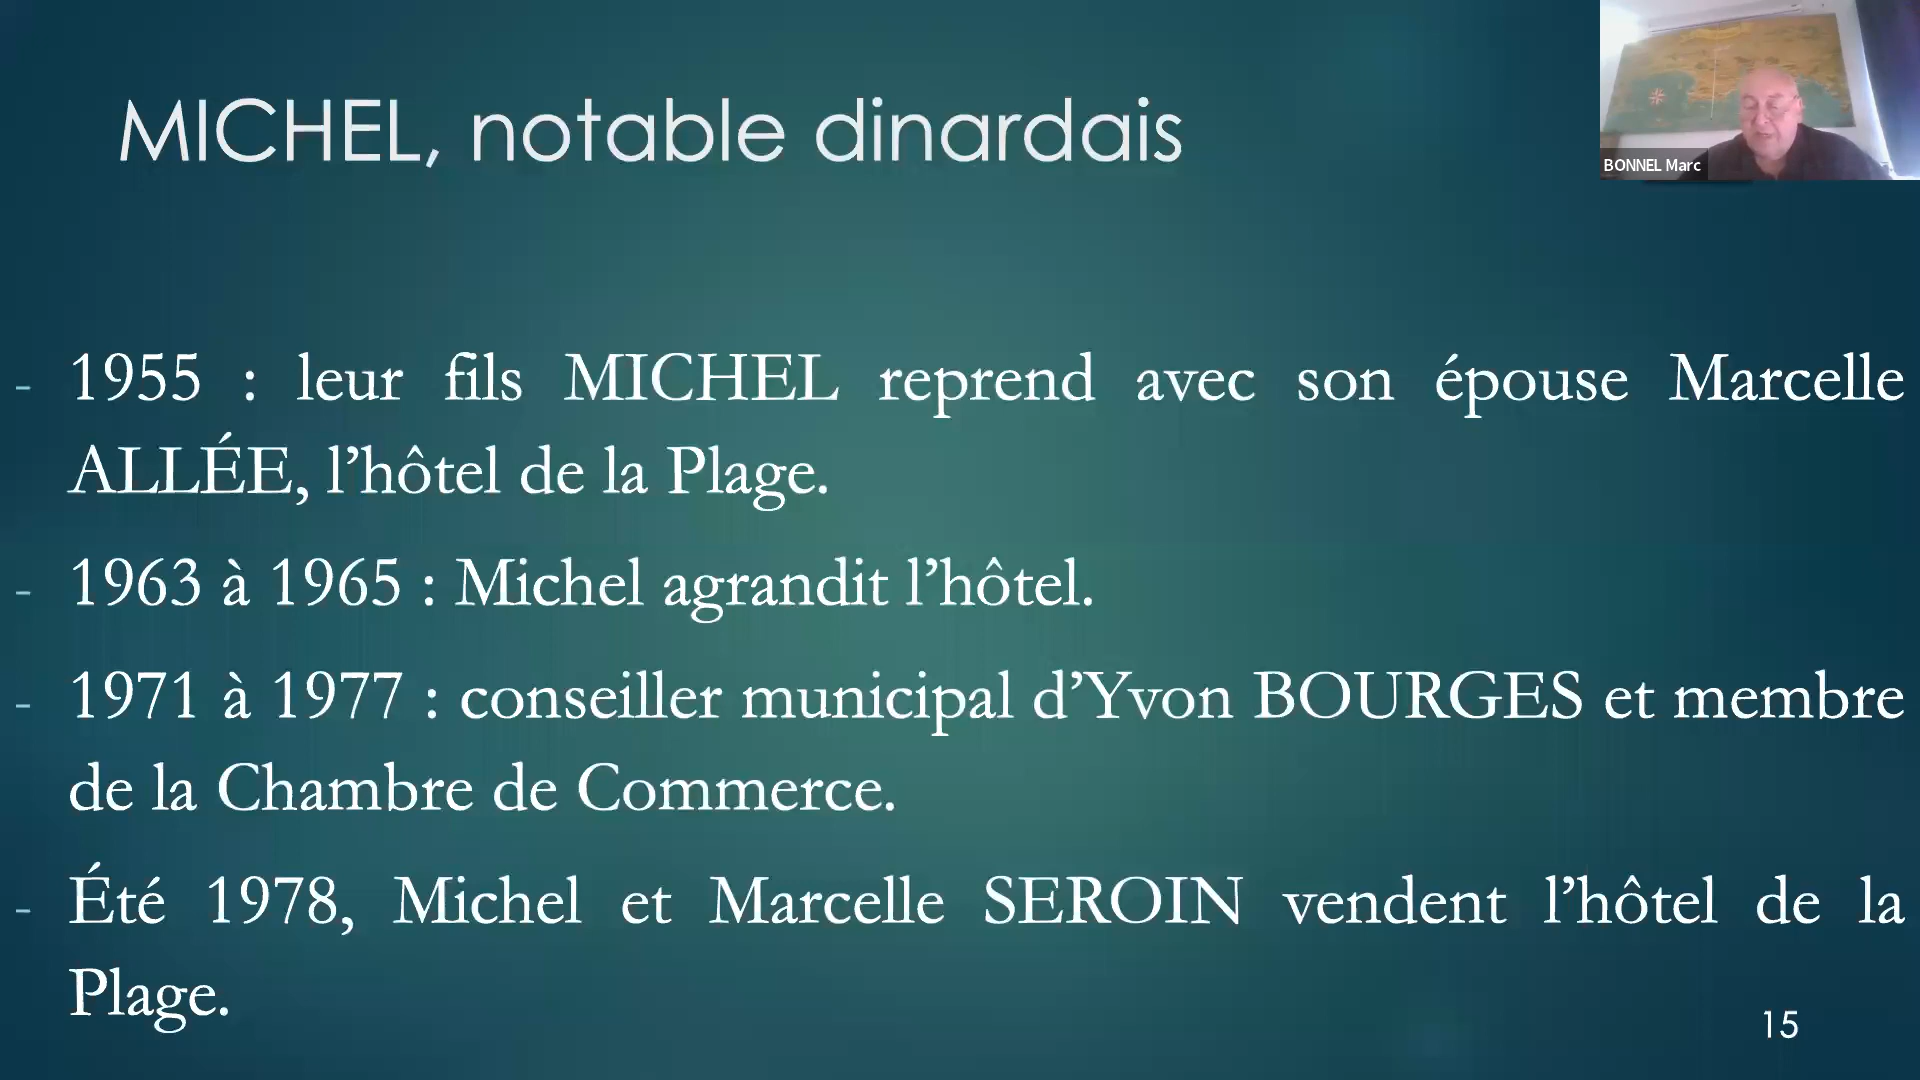 MICHEL, notable dinardais
BONNEL Marc
- 1955 : leur fils MICHEL reprend avec son épouse Marcelle
ALLÉE, l’hôtel de la Plage.
- 1963 à 1965 : Michel agrandit l’hôtel.
- 1971 à 1977 : conseiller municipal d’Yvon BOURGES et membre
de la Chambre de Commerce.
- Été 1978, Michel et Marcelle SEROIN vendent l’hôtel de la
Plage.
15